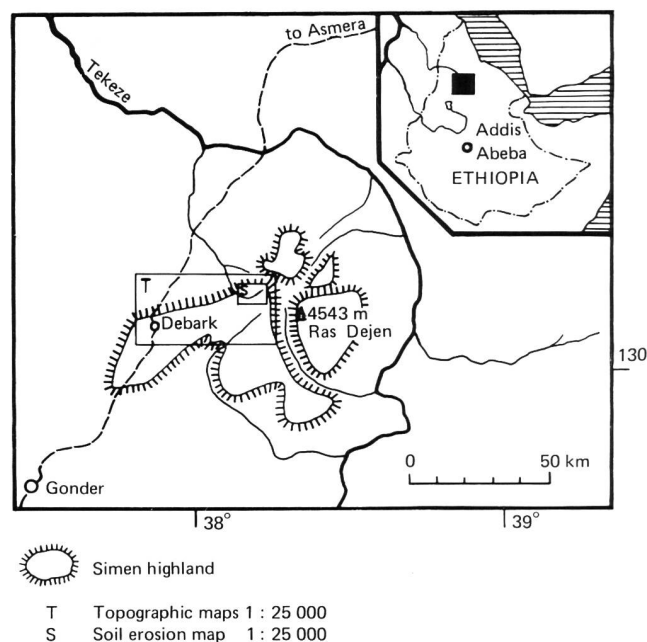 to Asmera
Tekeze
Addis
Abeba
ETHIOPIA
T
S
Debark
4543 m
Ras Dejen
130
0
50 km
Gonder
38°
39°
Simen highland
T Topographic maps 1 : 25 000
S Soil erosion map 1 : 25 000